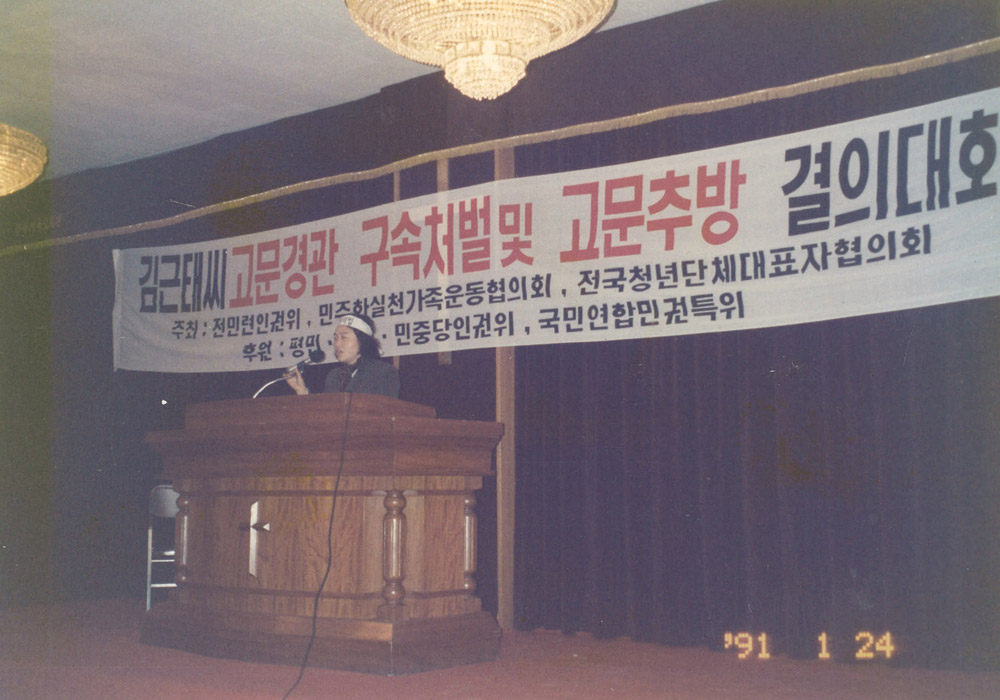 김근태씨 고문경관 구속처벌및 고문추방 결의대회
주최 : 전민련인권위 , 민주화실천가족운동협의회 , 전국청년단체대표자협의회
후원 : 평민 민중당인권위 , 국민연합민권특위
'91 1 24